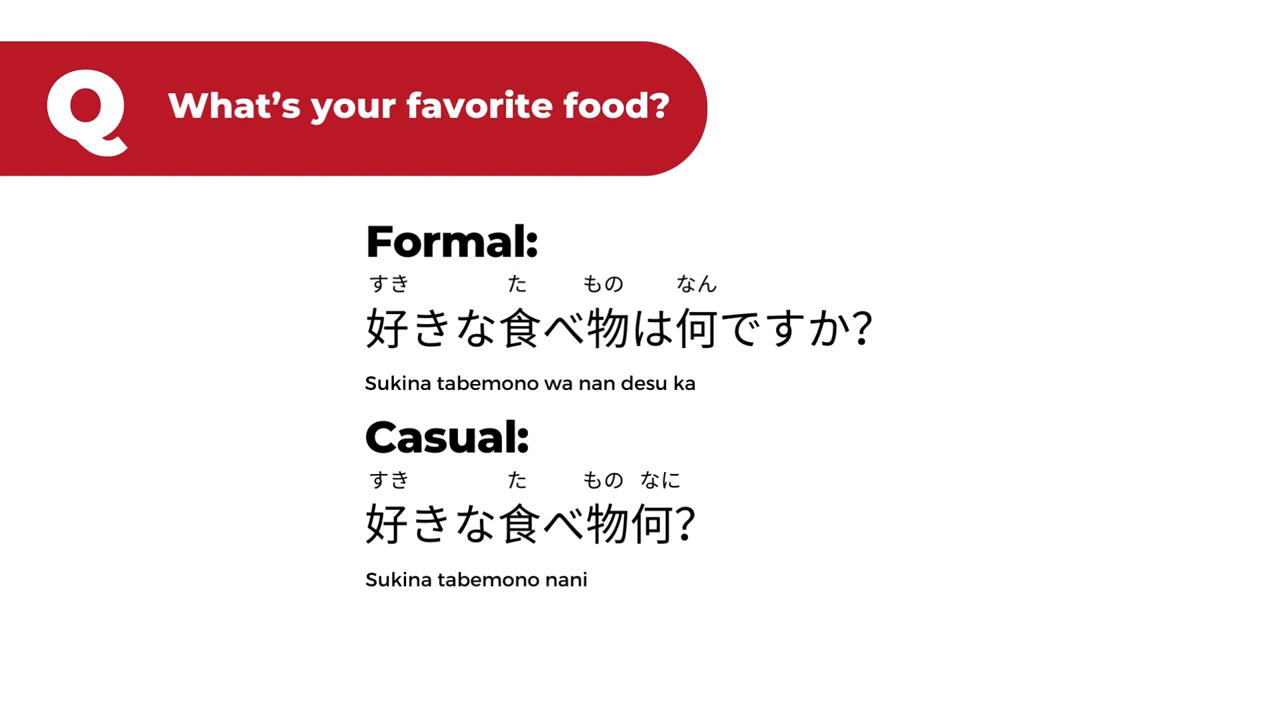 Q What's your favorite food?
Formal:
すき た もの なん
好きな食べ物は何ですか?
Sukina tabemono wa nan desu ka
Casual:
すき た もの なに
好きな食べ物何?
Sukina tabemono nani